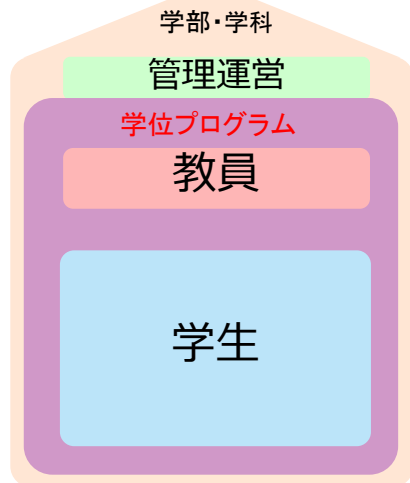 学部・学科
管理運営
学位プログラム
教員
学生